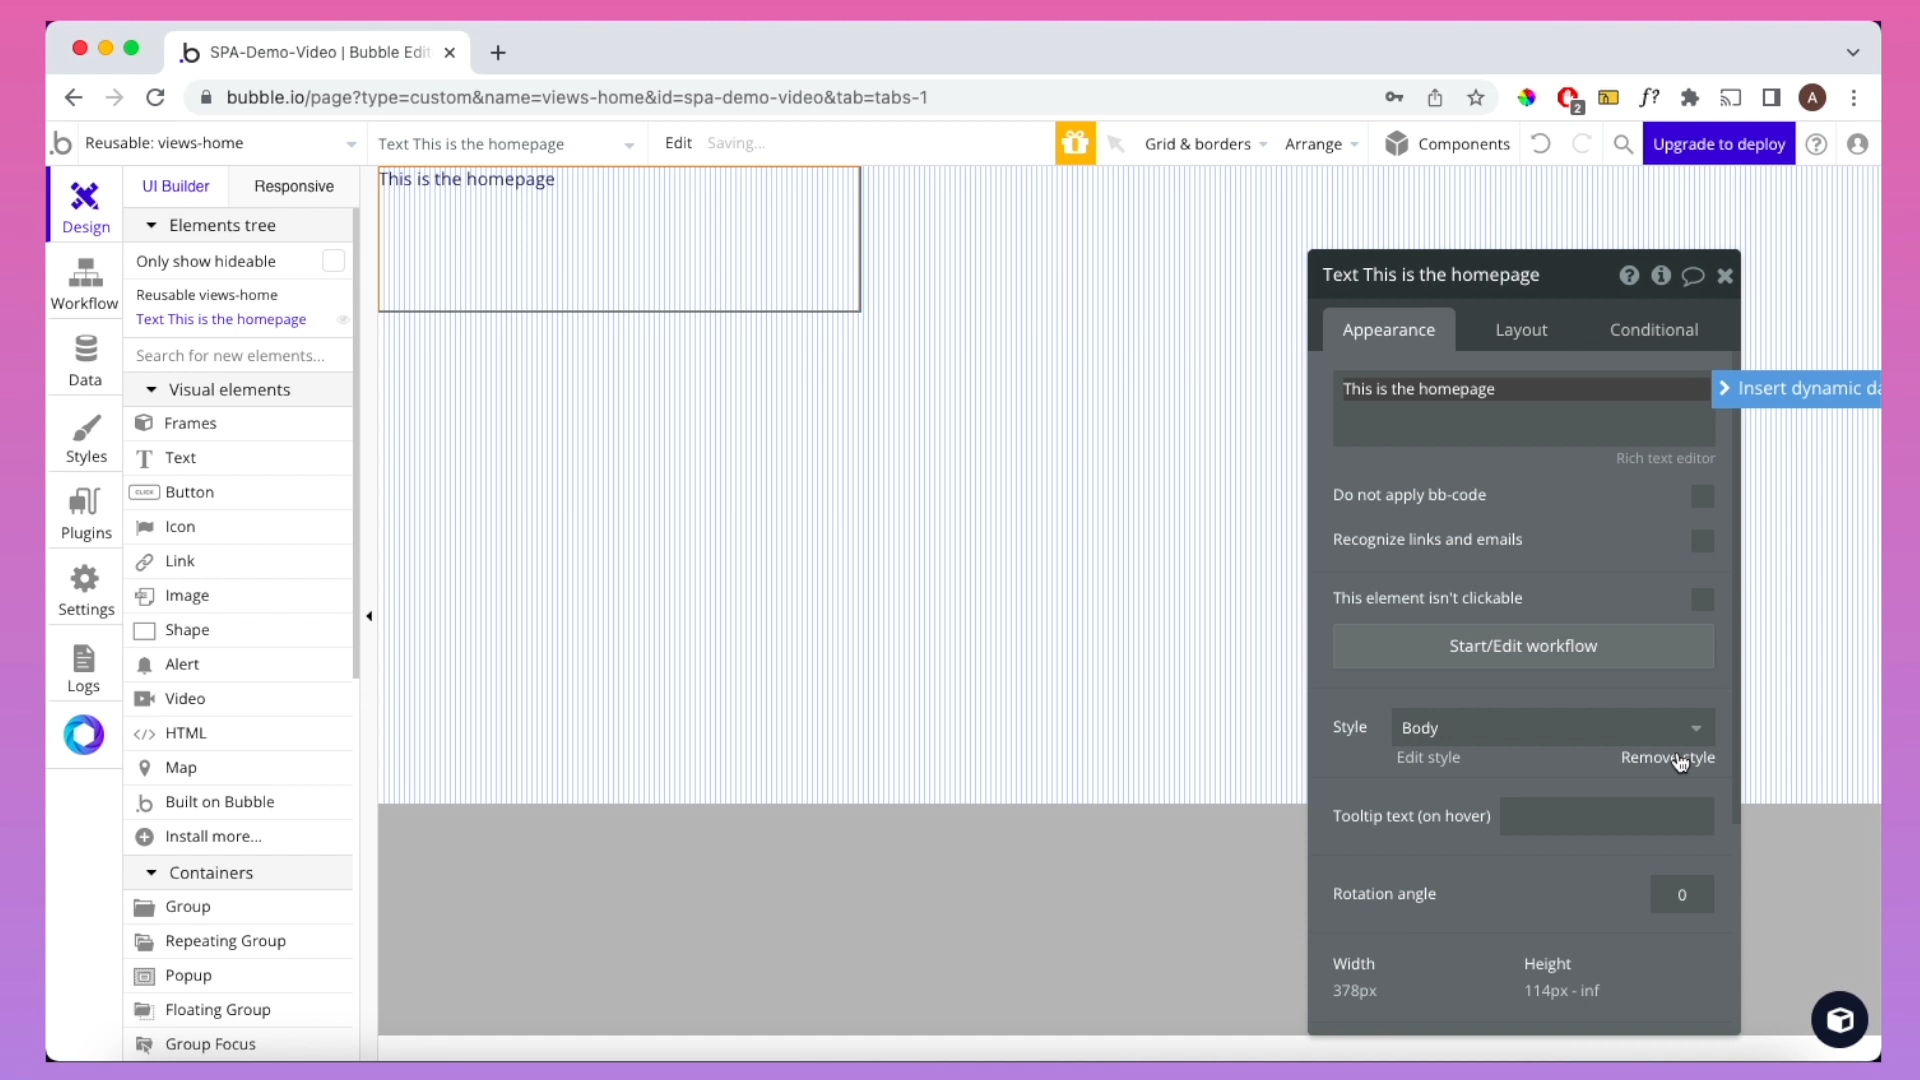 SPA-Demo-Video | Bubble Edit
bubble.io/page?type=custom&name=views-home&id=spa-demo-video&tab=tabs-1
2
f?
A
Reusable: views-home
Text This is the homepage
Edit
Saving...
Grid & borders
Arrange
Components
Upgrade to deploy
Design
Workflow
Data
Styles
Plugins
Settings
Logs
UI Builder
Responsive
Elements tree
Only show hideable
Reusable views-home
Text This is the homepage
Search for new elements...
Visual elements
Frames
Text
CLICK Button
Icon
Link
Image
Shape
Alert
Video
</> HTML
Map
Built on Bubble
Install more...
Containers
Group
Repeating Group
Popup
Floating Group
Group Focus
This is the homepage
Text This is the homepage
Appearance
Layout
Conditional
This is the homepage
Insert dynamic da
Rich text editor
Do not apply bb-code
Recognize links and emails
This element isn't clickable
Start/Edit workflow
Style
Body
Edit style
Remove style
Tooltip text (on hover)
Rotation angle
0
Width
Height
378px
114px - inf